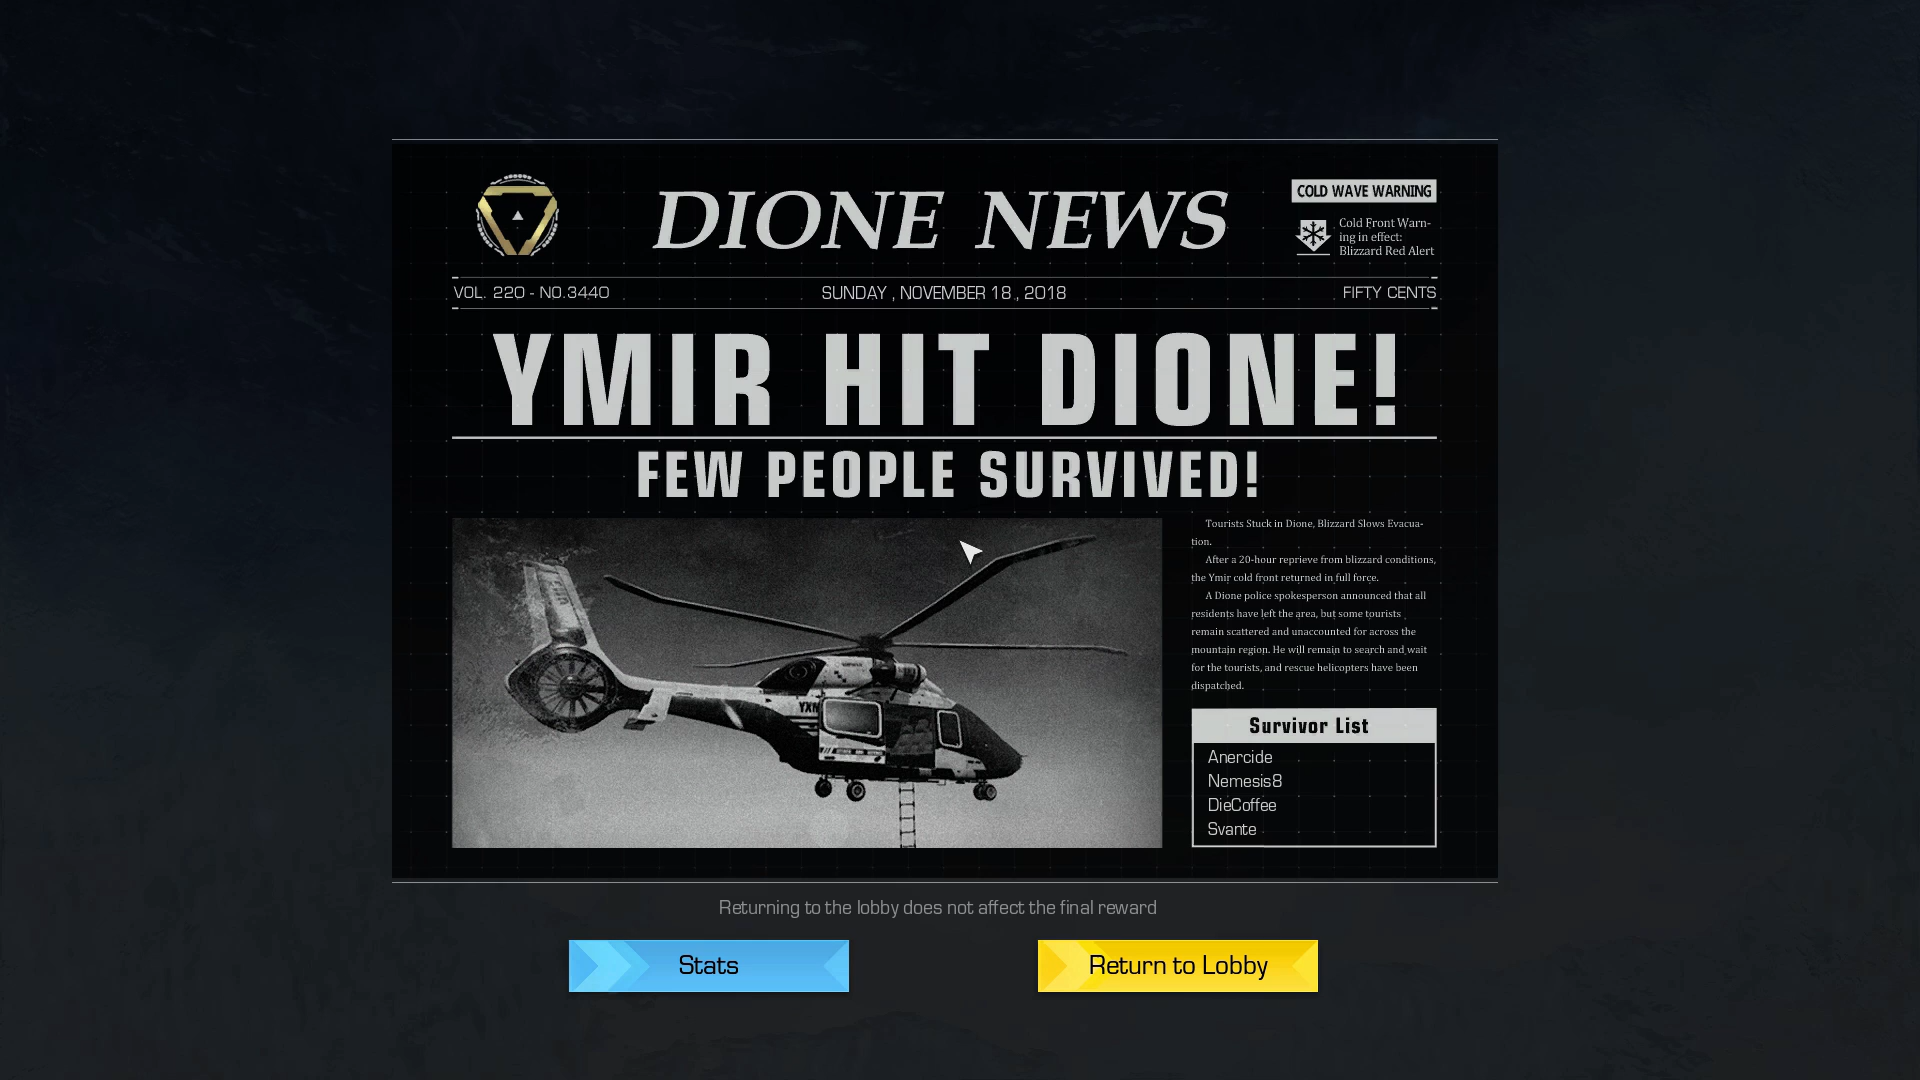 DIONE NEWS
COLD WAVE WARNING
Cold Front Warn-
ing in effect:
Blizzard Red Alert
VOL. 220 - NO.3440
SUNDAY , NOVEMBER 18 , 2018
FIFTY CENTS
YMIR HIT DIONE!
FEW PEOPLE SURVIVED!
Tourists Stuck in Dione, Blizzard Slows Evacua-
tion.
After a 20-hour reprieve from blizzard conditions,
the Ymir cold front returned in full force.
A Dione police spokesperson announced that all
residents have left the area, but some tourists
remain scattered and unaccounted for across the
mountain region. He will remain to search and wait
for the tourists, and rescue helicopters have been
dispatched.
Survivor List
Anercide
Nemesis8
DieCoffee
Svante
Returning to the lobby does not affect the final reward
Stats
Return to Lobby